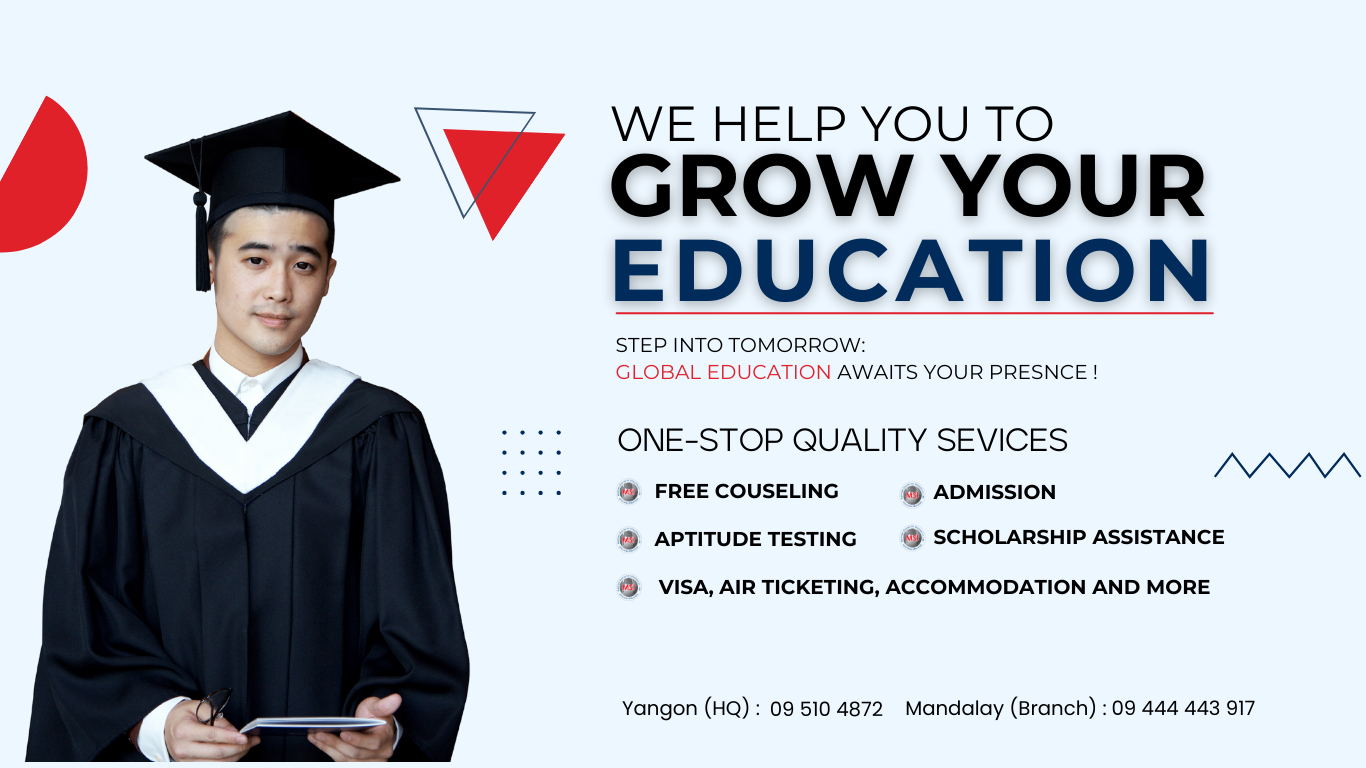 WE HELP YOU TO
GROW YOUR
EDUCATION
STEP INTO TOMORROW:
GLOBAL EDUCATION AWAITS YOUR PRESNCE !
ONE-STOP QUALITY SEVICES
FREE COUSELING
ADMISSION
APTITUDE TESTING
SCHOLARSHIP ASSISTANCE
VISA, AIR TICKETING, ACCOMMODATION AND MORE
Yangon (HQ) : 09 510 4872 Mandalay (Branch) : 09 444 443 917